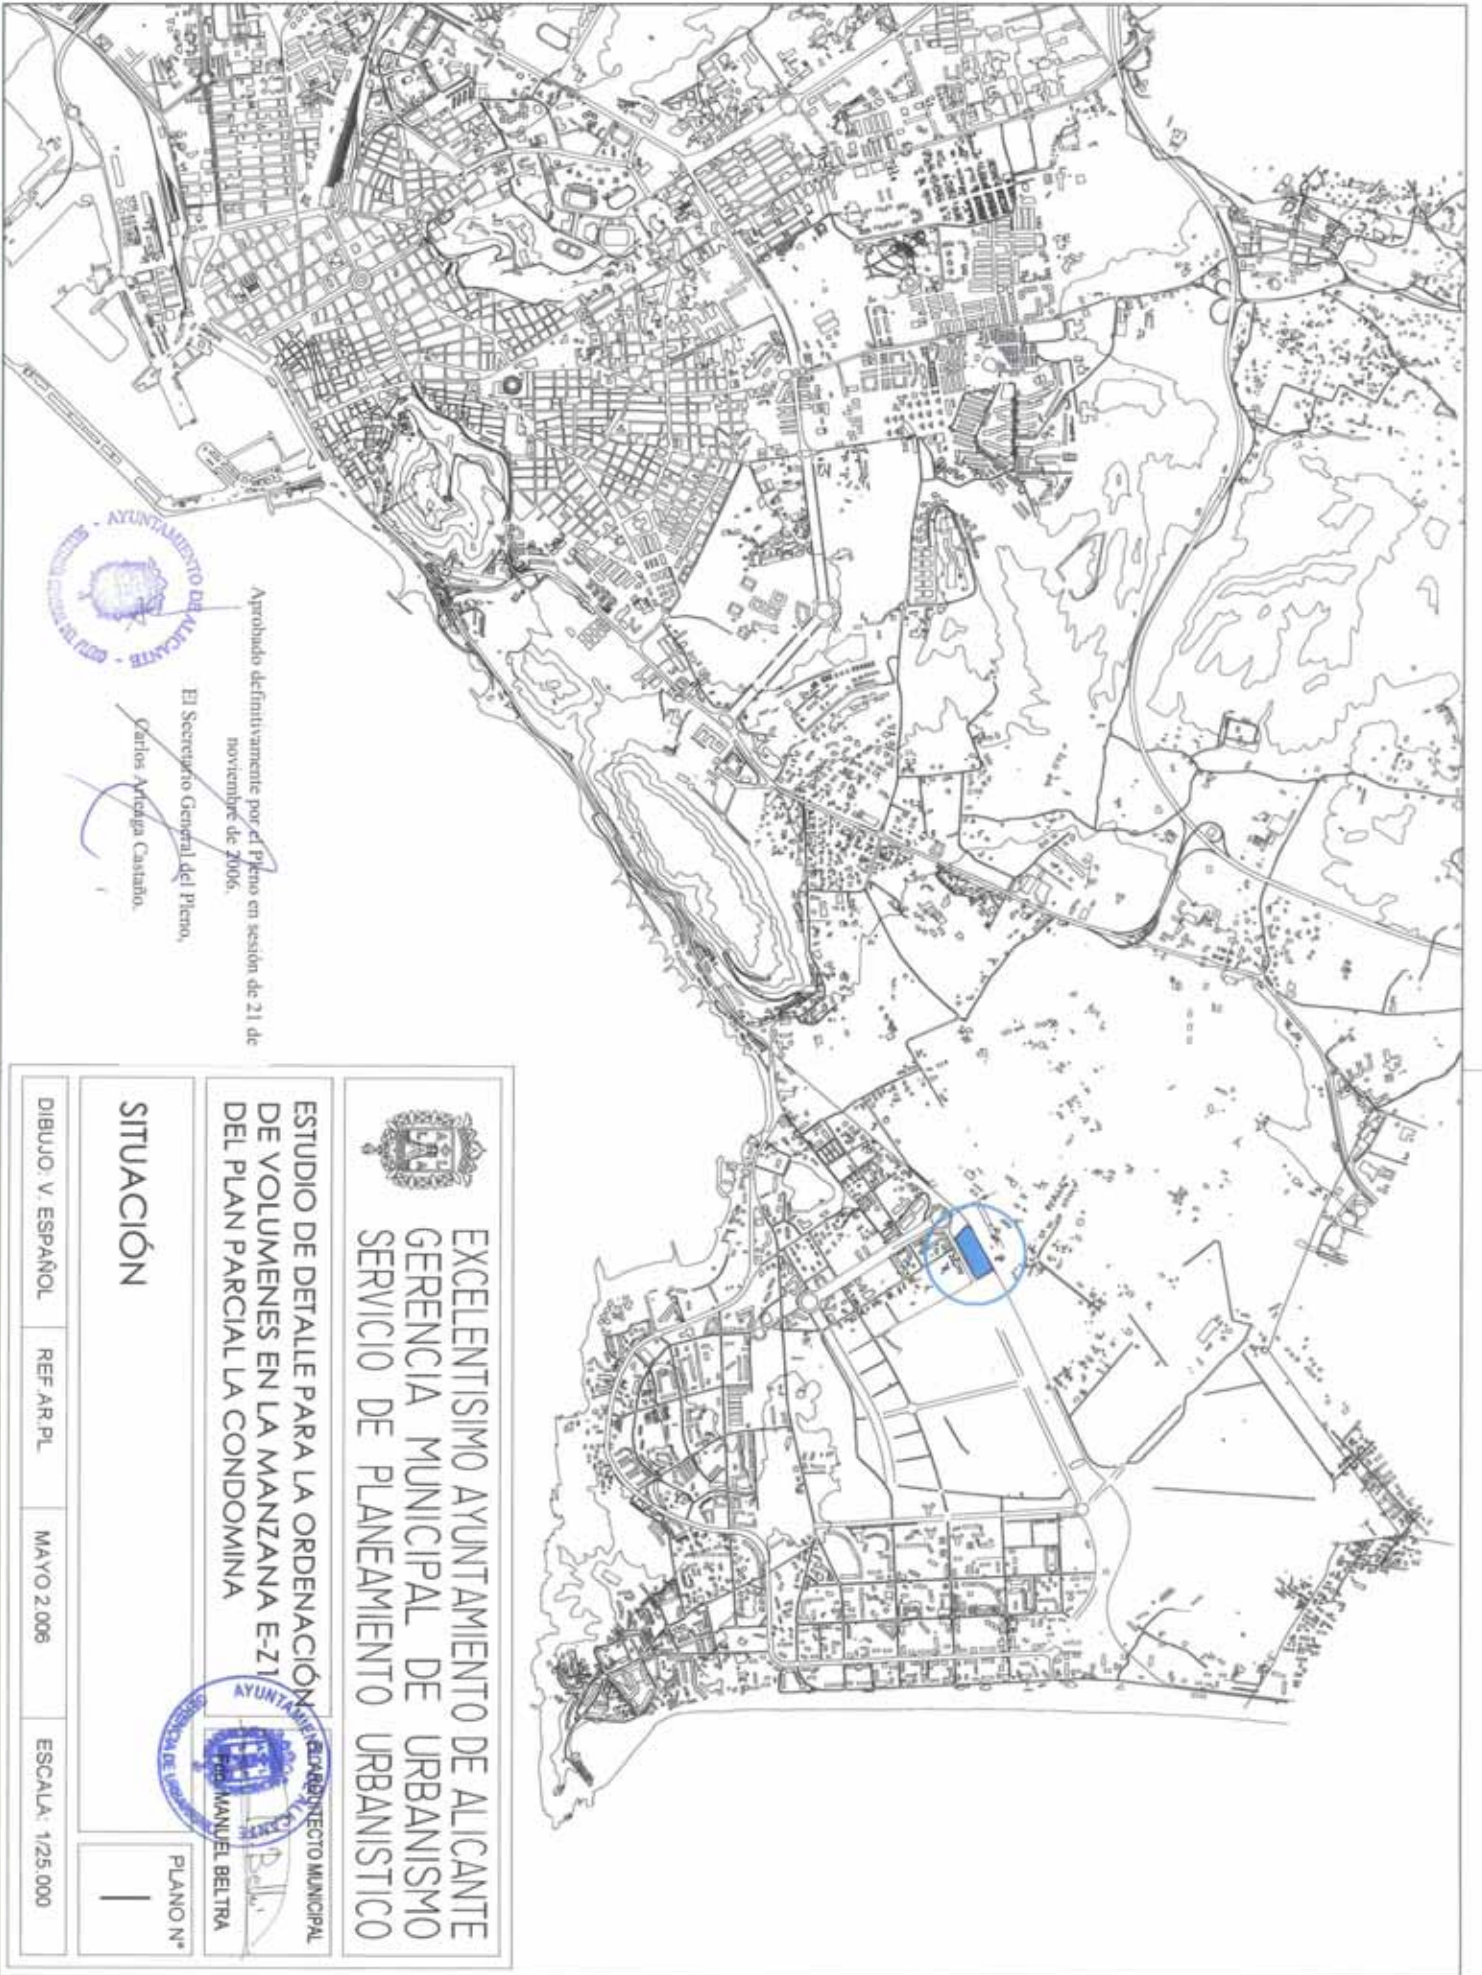 Aprobado definitivamente por el Pleno en sesión de 21 de
noviembre de 2006.
El Secretario General del Pleno,
Carlos Arteaga Castaño.
AYUNTAMIENTO DE ALICANTE
EXCELENTISIMO AYUNTAMIENTO DE ALICANTE
GERENCIA MUNICIPAL DE URBANISMO
SERVICIO DE PLANEAMIENTO URBANISTICO
ESTUDIO DE DETALLE PARA LA ORDENACIÓN
DE VOLUMENES EN LA MANZANA E-Z1
DEL PLAN PARCIAL LA CONDOMINA
EL ARQUITECTO MUNICIPAL
Fdo: MANUEL BELTRA
SITUACIÓN
PLANO Nº
1
DIBUJO. V. ESPAÑOL
REF.AR.PL
MAYO 2.006
ESCALA: 1/25.000